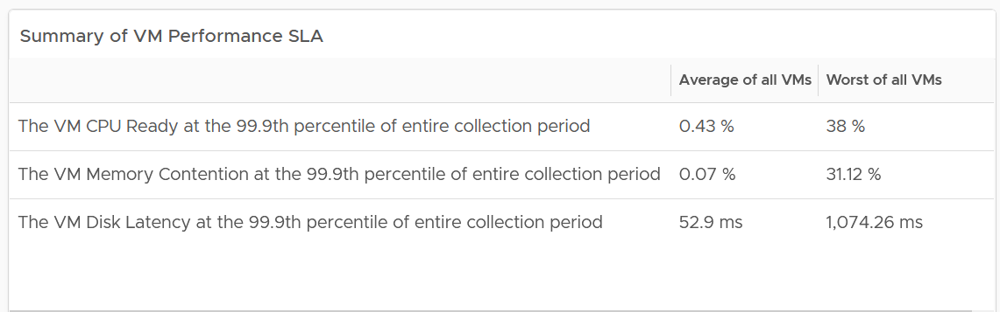 Summary of VM Performance SLA
Average of all VMs Worst of all VMs
The VM CPU Ready at the 99.9th percentile of entire collection period 0.43 % 38 %
The VM Memory Contention at the 99.9th percentile of entire collection period 0.07 % 31.12 %
The VM Disk Latency at the 99.9th percentile of entire collection period 52.9 ms 1,074.26 ms